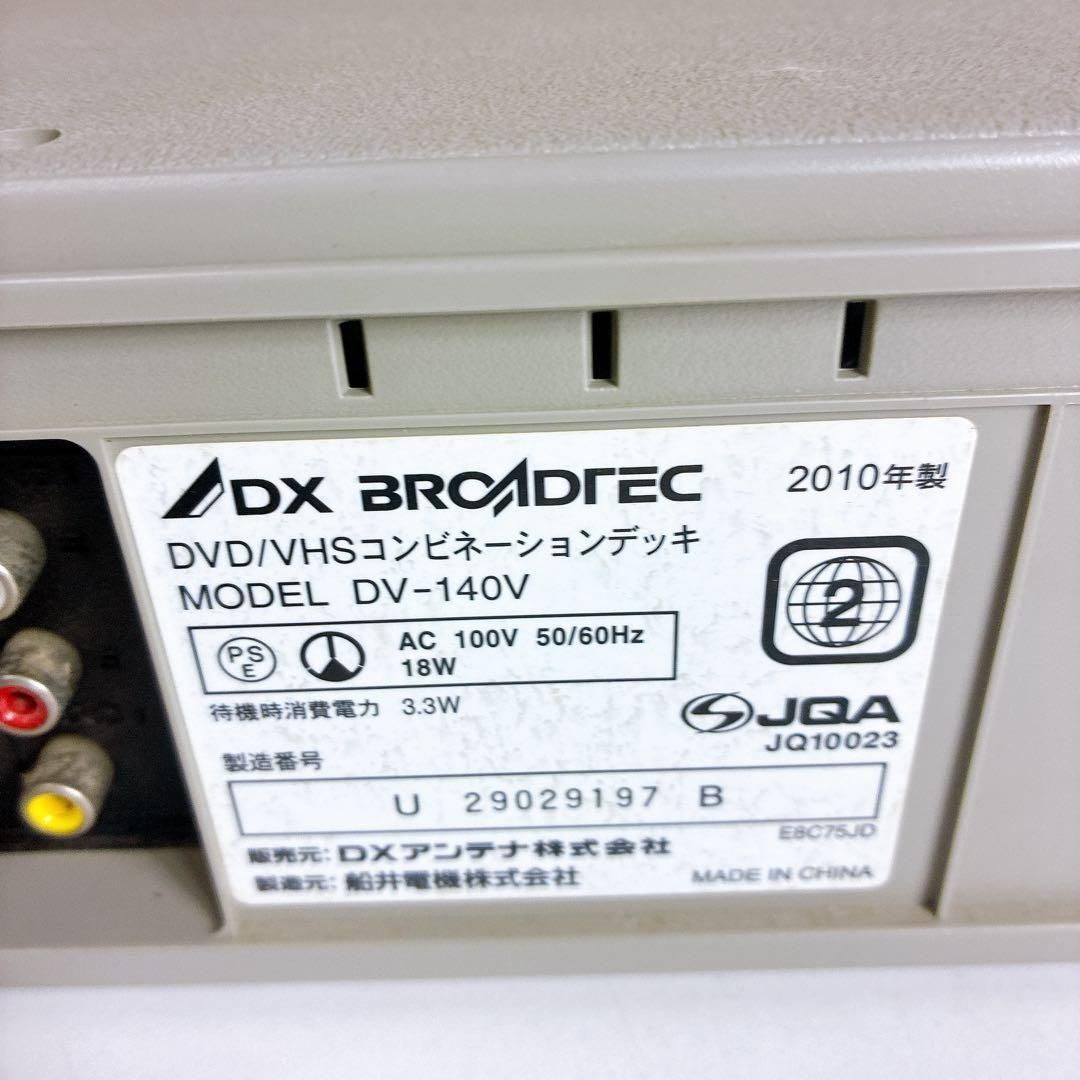 DX BROADTEC
2010年製
DVD/VHSコンビネーションデッキ
MODEL DV-140V
2
PSE
AC 100V 50/60Hz
18W
待機時消費電力 3.3W
JQA
JQ10023
製造番号
U 29029197 B
E8C75JD
販売元: DXアンテナ株式会社
製造元: 船井電機株式会社
MADE IN CHINA